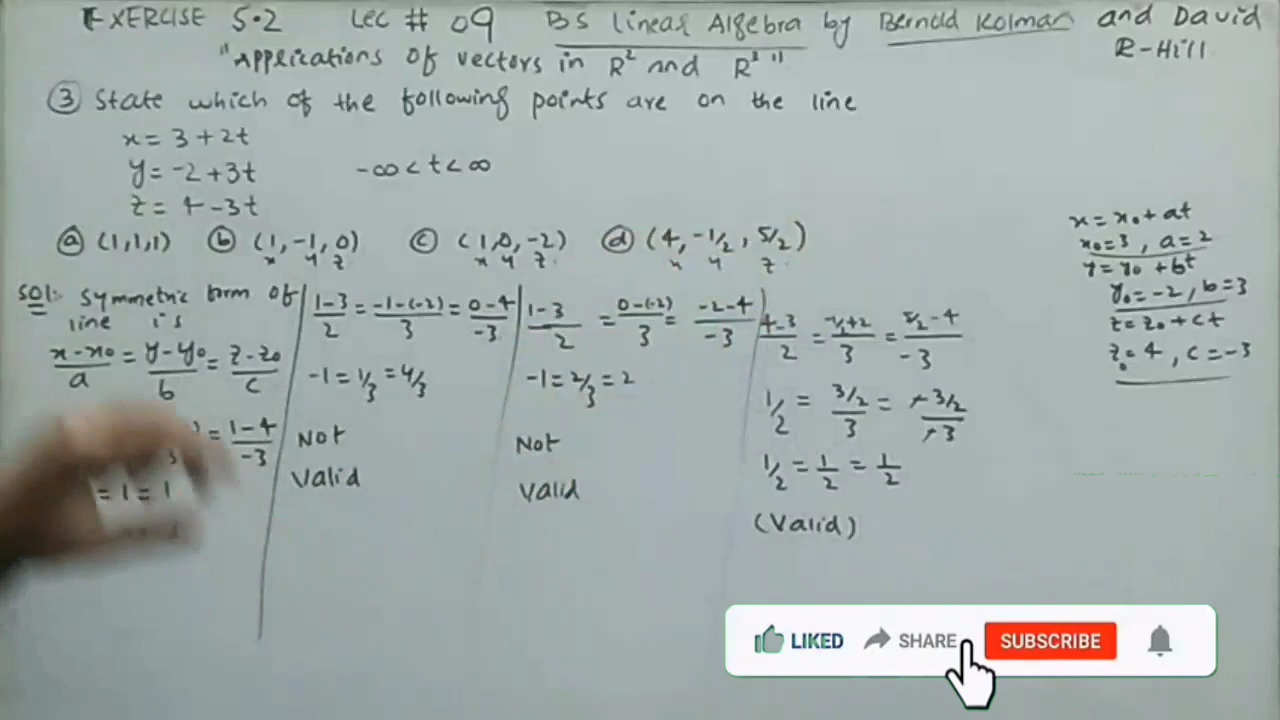 EXERCISE 5.2 Lec # 09 BS Linear Algebra by Bernold Kolman and David R-Hill
"Applications of vectors in R² and R³"
③ State which of the following points are on the line
x = 3 + 2t
y = -2 + 3t -∞ < t < ∞
z = 4 - 3t
ⓐ (1,1,1) ⓑ (1,-1,0) ⓒ (1,0,-2) ⓓ (4,-1/2,5/2)
x y z x y z x y z
Sol: Symmetric form of
line is
x-x₀/a = y-y₀/b = z-z₀/c
= 1-4/-3
= 1 = 1
1-3/2 = -1-(-2)/3 = 0-4/-3
-1 = 1/3 = 4/3
Not
Valid
1-3/2 = 0-(-2)/3 = -2-4/-3
-1 = 2/3 = 2
Not
Valid
4-3/2 = -1/2+2/3 = 5/2-4/-3
1/2 = 3/2/3 = -3/2/-3
1/2 = 1/2 = 1/2
(Valid)
x = x₀ + at
x₀ = 3, a = 2
y = y₀ + bt
y₀ = -2, b = 3
z = z₀ + ct
z₀ = 4, c = -3
LIKED SHARE SUBSCRIBE